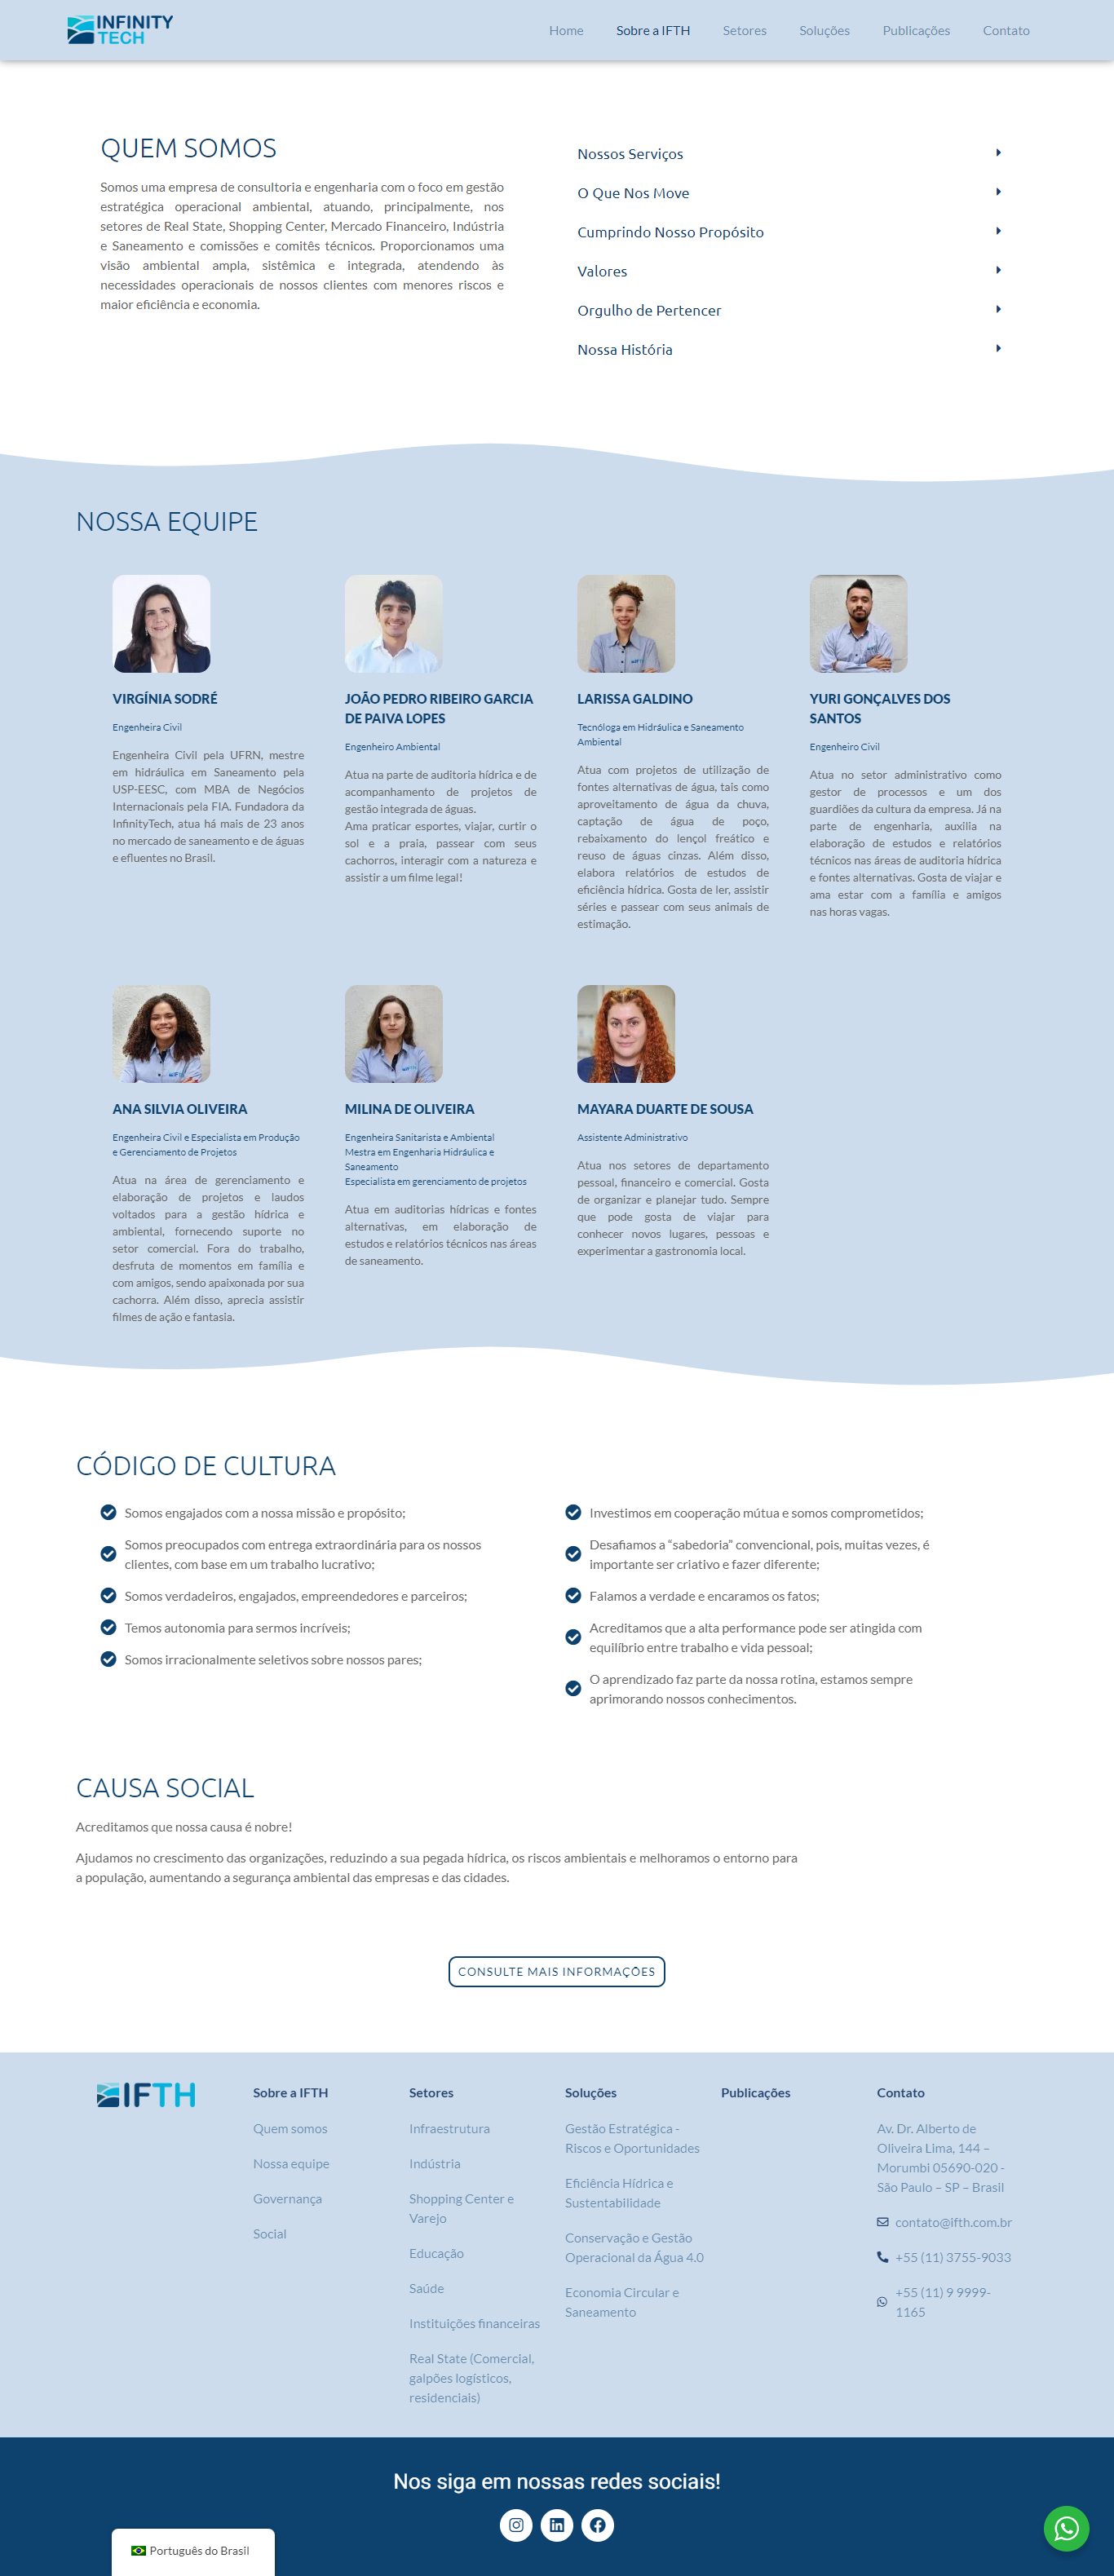 INFINITY
TECH
Home
Sobre a IFTH
Setores
Soluções
Publicações
Contato
QUEM SOMOS
Somos uma empresa de consultoria e engenharia com o foco em gestão
estratégica operacional ambiental, atuando, principalmente, nos
setores de Real State, Shopping Center, Mercado Financeiro, Indústria
e Saneamento e comissões e comitês técnicos. Proporcionamos uma
visão ambiental ampla, sistêmica e integrada, atendendo às
necessidades operacionais de nossos clientes com menores riscos e
maior eficiência e economia.
Nossos Serviços
O Que Nos Move
Cumprindo Nosso Propósito
Valores
Orgulho de Pertencer
Nossa História
NOSSA EQUIPE
VIRGÍNIA SODRÉ
Engenheira Civil
Engenheira Civil pela UFRN, mestre
em hidráulica em Saneamento pela
USP-EESC, com MBA de Negócios
Internacionais pela FIA. Fundadora da
InfinityTech, atua há mais de 23 anos
no mercado de saneamento e de águas
e efluentes no Brasil.
JOÃO PEDRO RIBEIRO GARCIA
DE PAIVA LOPES
Engenheiro Ambiental
Atua na parte de auditoria hídrica e de
acompanhamento de projetos de
gestão integrada de águas.
Ama praticar esportes, viajar, curtir o
sol e a praia, passear com seus
cachorros, interagir com a natureza e
assistir a um filme legal!
LARISSA GALDINO
Tecnóloga em Hidráulica e Saneamento
Ambiental
Atua com projetos de utilização de
fontes alternativas de água, tais como
aproveitamento de água da chuva,
captação de água de poço,
rebaixamento do lençol freático e
reuso de águas cinzas. Além disso,
elabora relatórios de estudos de
eficiência hídrica. Gosta de ler, assistir
séries e passear com seus animais de
estimação.
YURI GONÇALVES DOS
SANTOS
Engenheiro Civil
Atua no setor administrativo como
gestor de processos e um dos
guardiões da cultura da empresa. Já na
parte de engenharia, auxilia na
elaboração de estudos e relatórios
técnicos nas áreas de auditoria hídrica
e fontes alternativas. Gosta de viajar e
ama estar com a família e amigos
nas horas vagas.
ANA SILVIA OLIVEIRA
Engenheira Civil e Especialista em Produção
e Gerenciamento de Projetos
Atua na área de gerenciamento e
elaboração de projetos e laudos
voltados para a gestão hídrica e
ambiental, fornecendo suporte no
setor comercial. Fora do trabalho,
desfruta de momentos em família e
com amigos, sendo apaixonada por sua
cachorra. Além disso, aprecia assistir
filmes de ação e fantasia.
MILINA DE OLIVEIRA
Engenheira Sanitarista e Ambiental
Mestra em Engenharia Hidráulica e
Saneamento
Especialista em gerenciamento de projetos
Atua em auditorias hídricas e fontes
alternativas, em elaboração de
estudos e relatórios técnicos nas áreas
de saneamento.
MAYARA DUARTE DE SOUSA
Assistente Administrativo
Atua nos setores de departamento
pessoal, financeiro e comercial. Gosta
de organizar e planejar tudo. Sempre
que pode gosta de viajar para
conhecer novos lugares, pessoas e
experimentar a gastronomia local.
CÓDIGO DE CULTURA
Somos engajados com a nossa missão e propósito;
Somos preocupados com entrega extraordinária para os nossos
clientes, com base em um trabalho lucrativo;
Somos verdadeiros, engajados, empreendedores e parceiros;
Temos autonomia para sermos incríveis;
Somos irracionalmente seletivos sobre nossos pares;
Investimos em cooperação mútua e somos comprometidos;
Desafiamos a “sabedoria” convencional, pois, muitas vezes, é
importante ser criativo e fazer diferente;
Falamos a verdade e encaramos os fatos;
Acreditamos que a alta performance pode ser atingida com
equilíbrio entre trabalho e vida pessoal;
O aprendizado faz parte da nossa rotina, estamos sempre
aprimorando nossos conhecimentos.
CAUSA SOCIAL
Acreditamos que nossa causa é nobre!
Ajudamos no crescimento das organizações, reduzindo a sua pegada hídrica, os riscos ambientais e melhoramos o entorno para
a população, aumentando a segurança ambiental das empresas e das cidades.
CONSULTE MAIS INFORMAÇÕES
IFTH
Sobre a IFTH
Quem somos
Nossa equipe
Governança
Social
Setores
Infraestrutura
Indústria
Shopping Center e
Varejo
Educação
Saúde
Instituições financeiras
Real State (Comercial,
galpões logísticos,
residenciais)
Soluções
Gestão Estratégica -
Riscos e Oportunidades
Eficiência Hídrica e
Sustentabilidade
Conservação e Gestão
Operacional da Água 4.0
Economia Circular e
Saneamento
Publicações
Contato
Av. Dr. Alberto de
Oliveira Lima, 144 –
Morumbi 05690-020 -
São Paulo – SP – Brasil
contato@ifth.com.br
+55 (11) 3755-9033
+55 (11) 9 9999-
1165
Nos siga em nossas redes sociais!
Português do Brasil